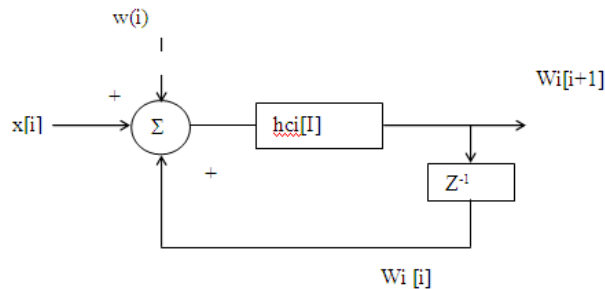 w(i)
Wi[i+1]
+
x[i]
Σ
hci[I]
+
Z⁻¹
Wi [i]